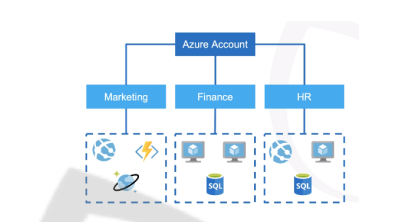 Azure Account
Marketing
Finance
HR
SQL
SQL